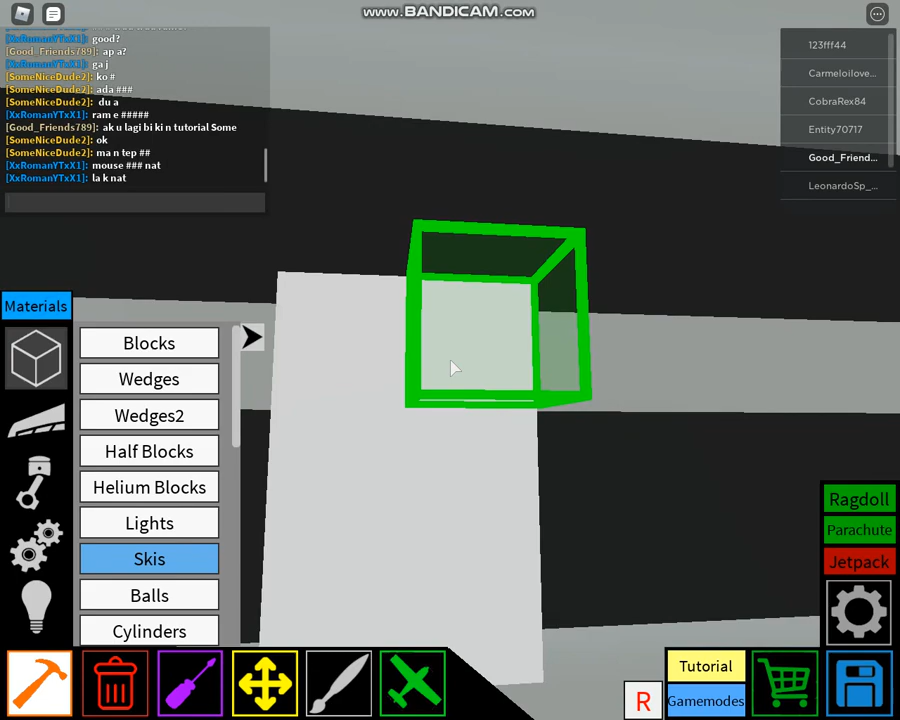 www.BANDICAM.com
[XxRomanYTxX1]: good?
[Good_Friends789]: ap a?
[XxRomanYTxX1]: ga j
[SomeNiceDude2]: ko #
[SomeNiceDude2]: ada ###
[SomeNiceDude2]: du a
[XxRomanYTxX1]: ram e #####
[Good_Friends789]: ak u lagi bi ki n tutorial Some
[SomeNiceDude2]: ok
[SomeNiceDude2]: ma n tep ##
[XxRomanYTxX1]: mouse ### nat
[XxRomanYTxX1]: la k nat
123fff44
Carmeloilove...
CobraRex84
Entity70717
Good_Friend...
LeonardoSp_...
Materials
Blocks
Wedges
Wedges2
Half Blocks
Helium Blocks
Lights
Skis
Balls
Cylinders
Ragdoll
Parachute
Jetpack
Tutorial
R
Gamemodes